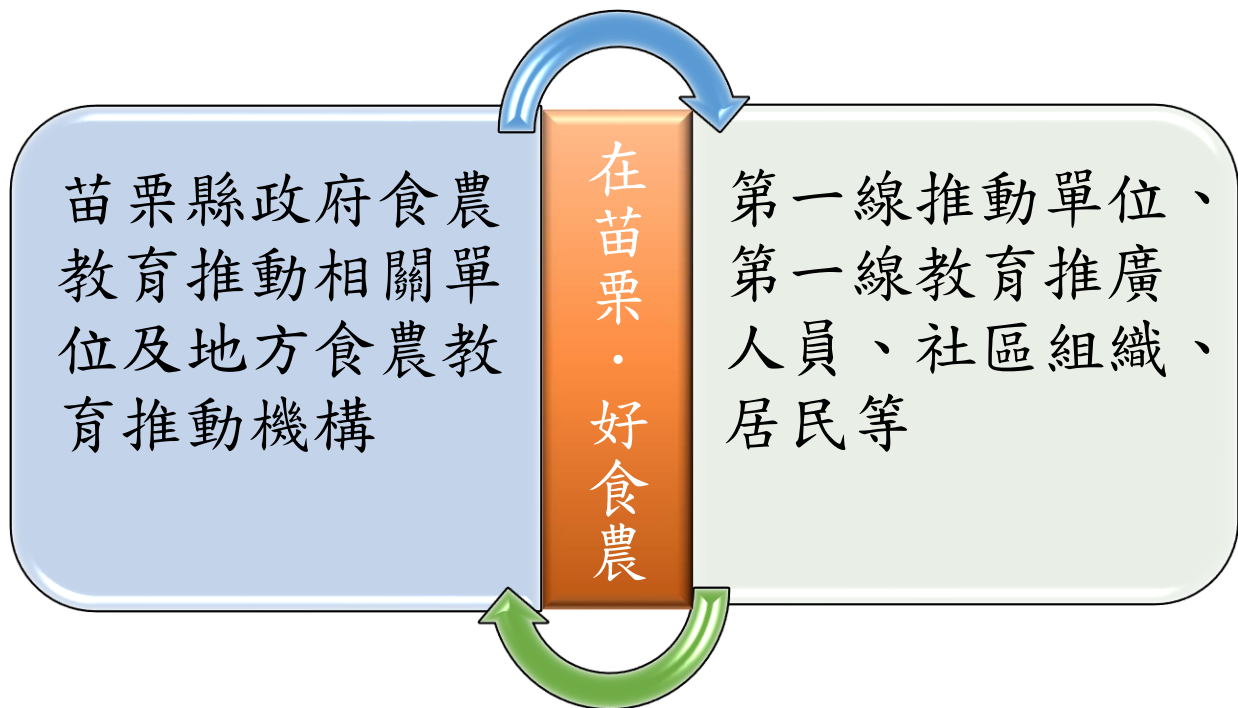 苗栗縣政府食農
教育推動相關單
位及地方食農教
育推動機構
在苗栗・好食農
第一線推動單位、
第一線教育推廣
人員、社區組織、
居民等